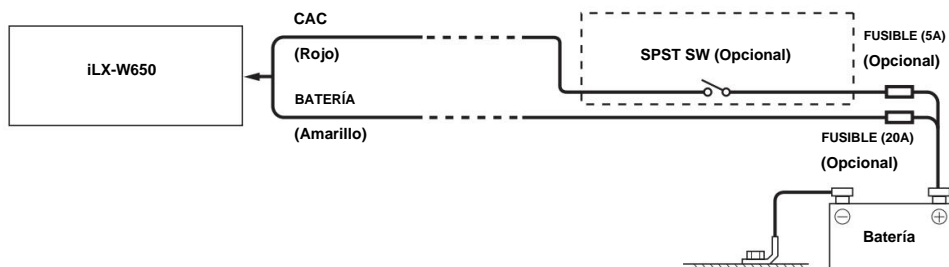 CAC
(Rojo)
SPST SW (Opcional)
FUSIBLE (5A)
(Opcional)
iLX-W650
BATERÍA
(Amarillo)
FUSIBLE (20A)
(Opcional)
Batería